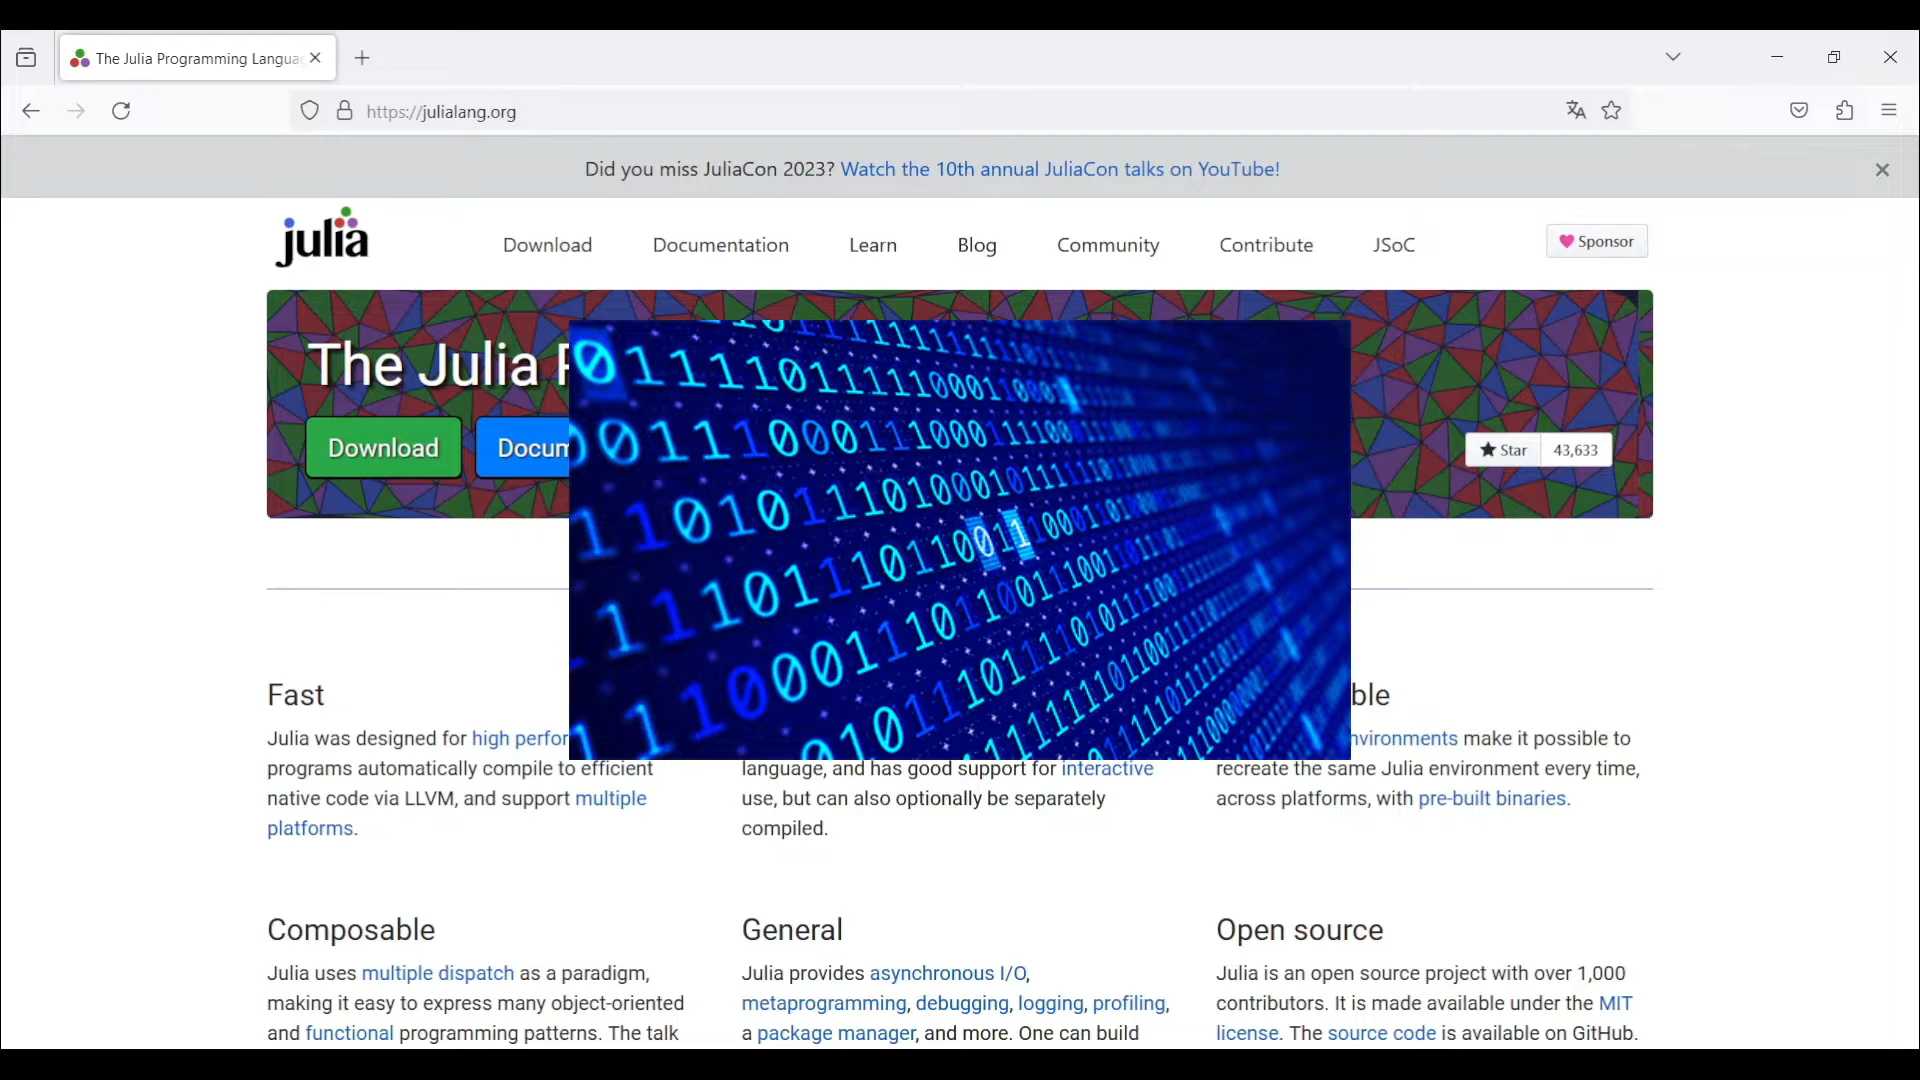 The Julia Programming Langua
https://julialang.org
Did you miss JuliaCon 2023? Watch the 10th annual JuliaCon talks on YouTube!
julia
Download
Documentation
Learn
Blog
Community
Contribute
JSoC
Sponsor
The Julia
Download
Docum
Star
43,633
Fast
Julia was designed for high perfor
programs automatically compile to efficient
native code via LLVM, and support multiple
platforms.
language, and has good support for interactive
use, but can also optionally be separately
compiled.
ble
nvironments make it possible to
recreate the same Julia environment every time,
across platforms, with pre-built binaries.
Composable
Julia uses multiple dispatch as a paradigm,
making it easy to express many object-oriented
and functional programming patterns. The talk
General
Julia provides asynchronous I/O,
metaprogramming, debugging, logging, profiling,
a package manager, and more. One can build
Open source
Julia is an open source project with over 1,000
contributors. It is made available under the MIT
license. The source code is available on GitHub.